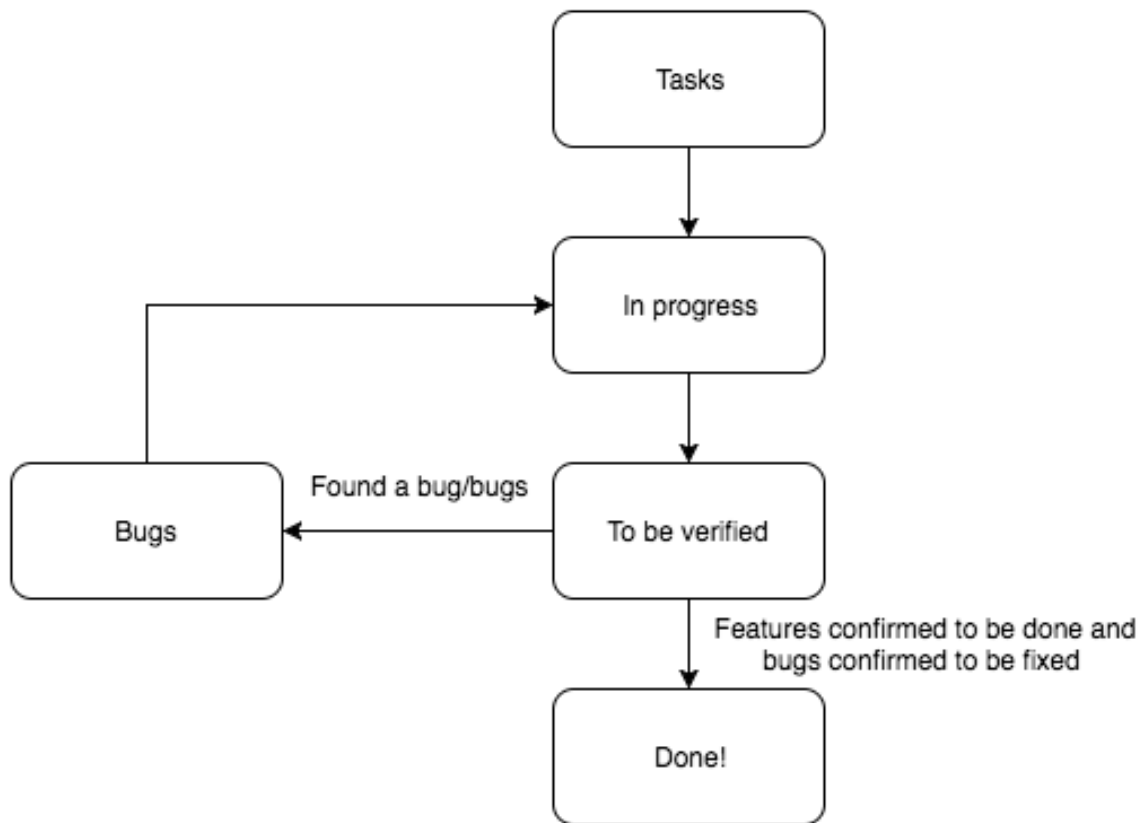 Tasks
In progress
Found a bug/bugs
Bugs
To be verified
Features confirmed to be done and
bugs confirmed to be fixed
Done!